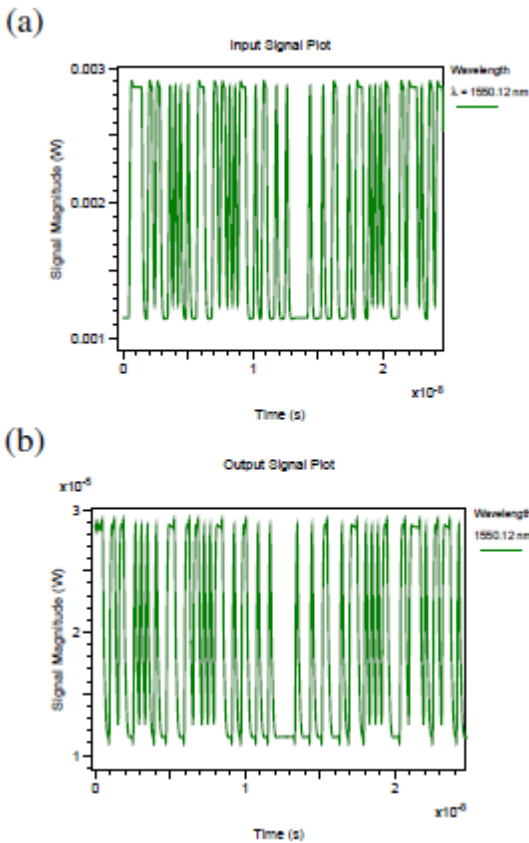 (a)
Input Signal Plot
Wavelength
λ = 1550.12 nm
0.003
0.002
0.001
Signal Magnitude (W)
0 1 2
x10-8
Time (s)
(b)
Output Signal Plot
x10-5
Wavelength
1550.12 nm
3
2
1
Signal Magnitude (W)
0 1 2
x10-8
Time (s)